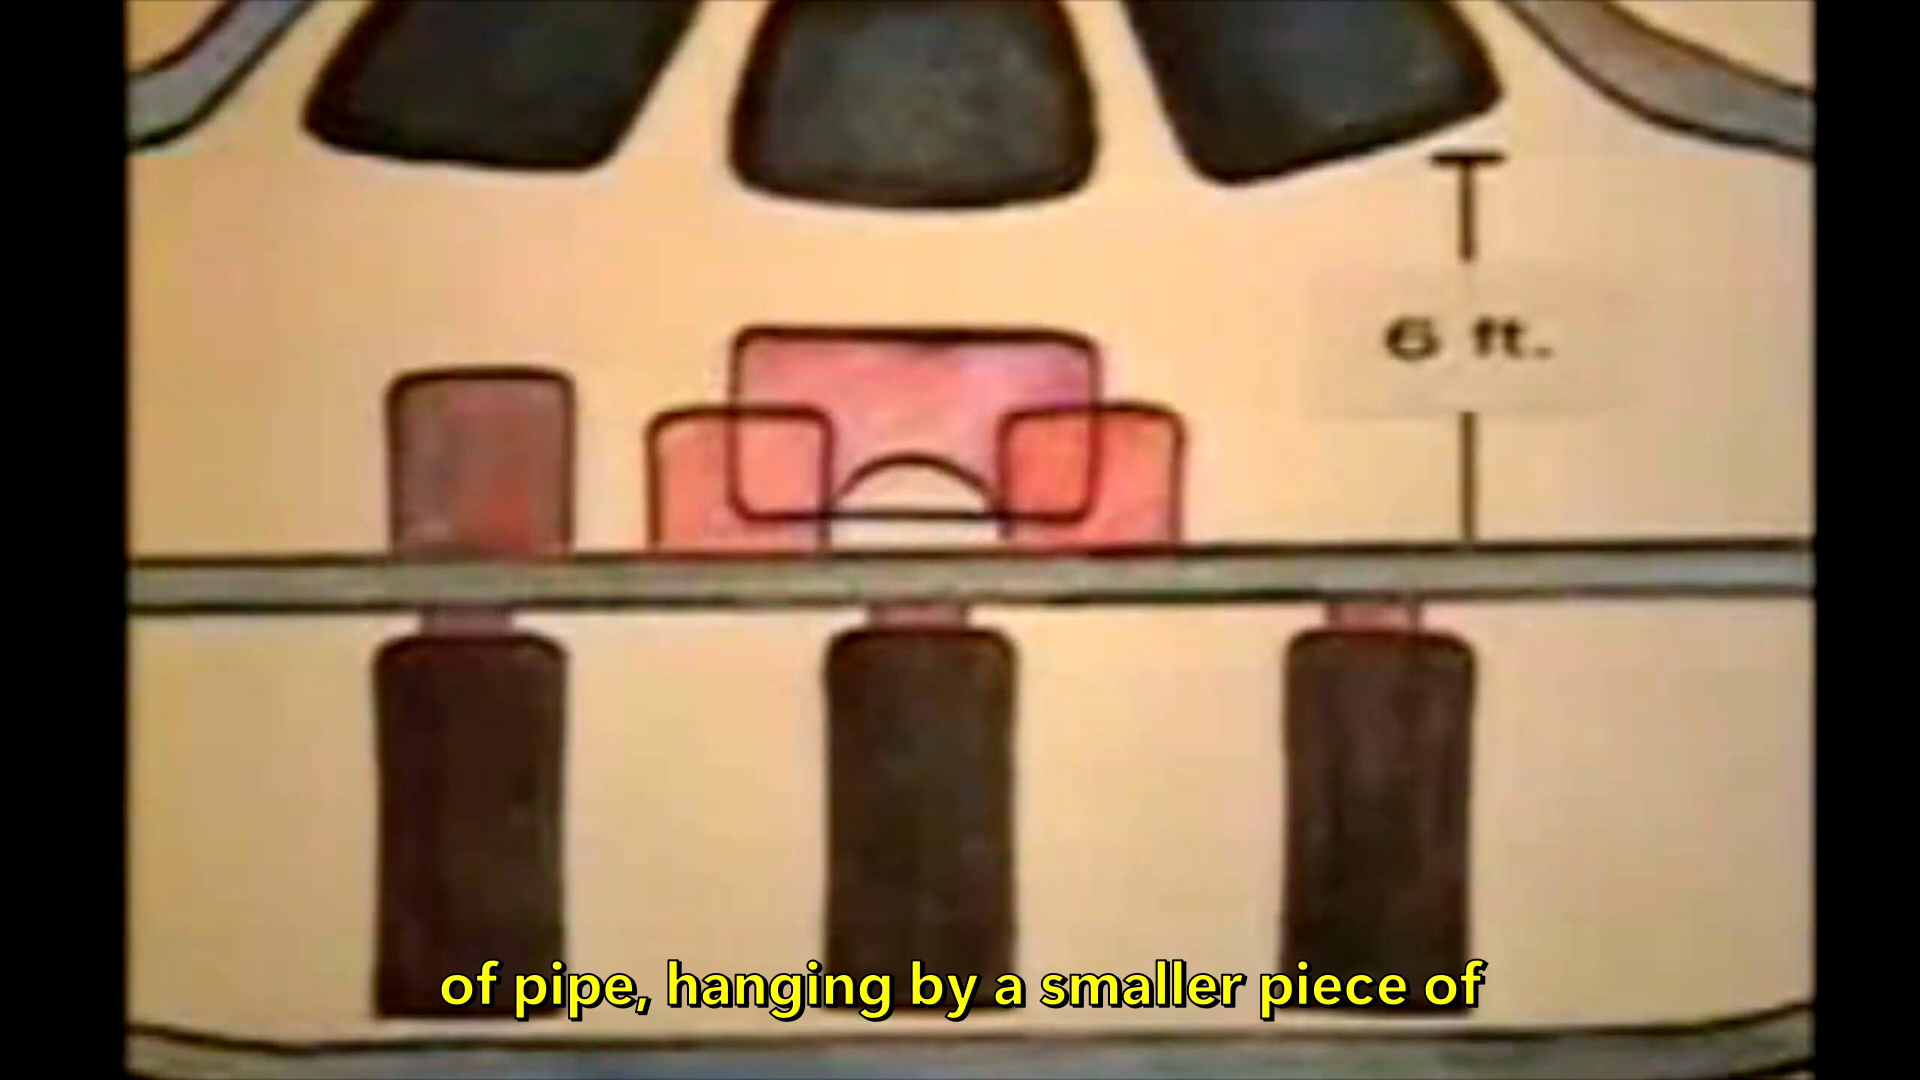 6 ft.
of pipe, hanging by a smaller piece of